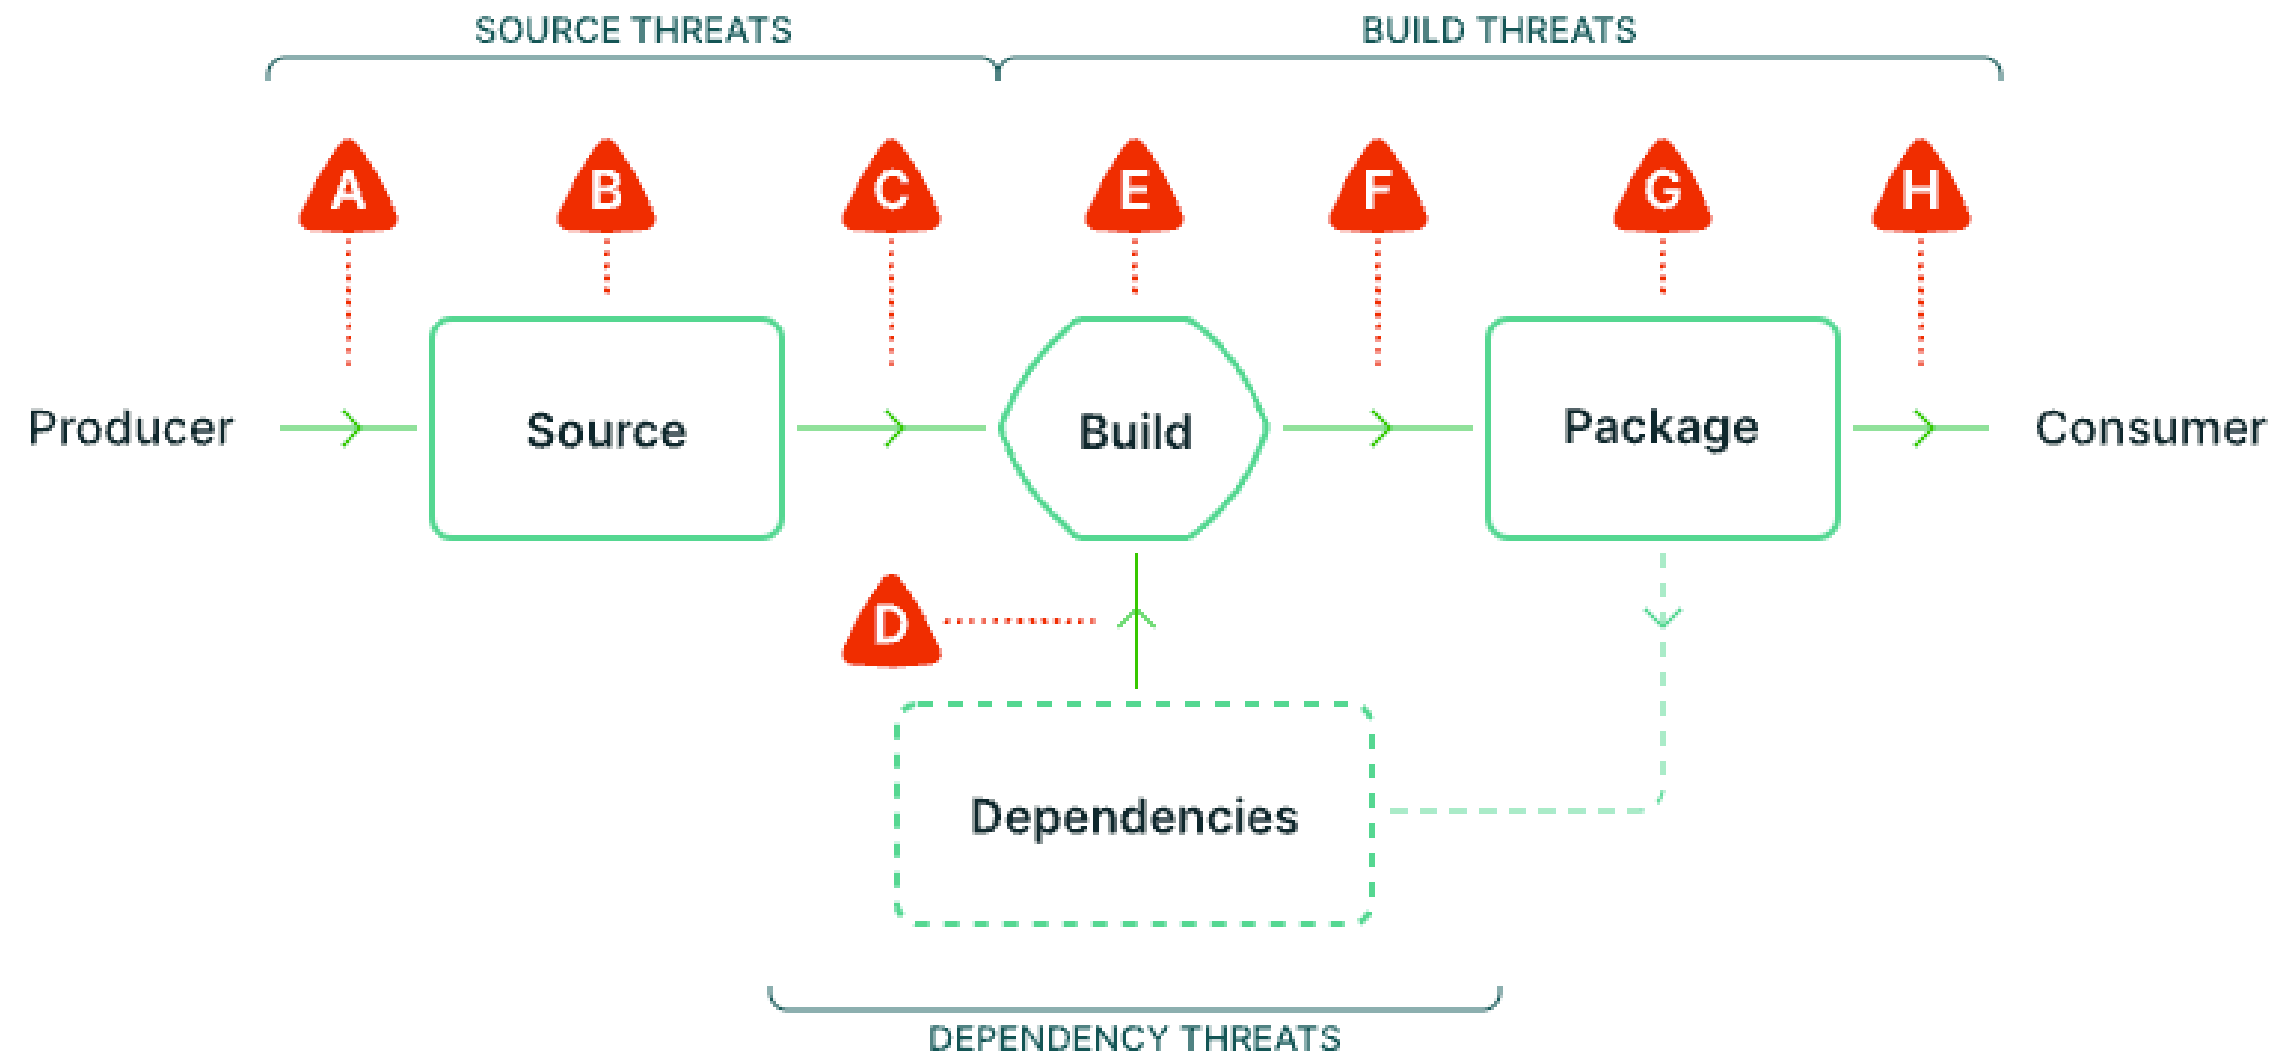 SOURCE THREATS
BUILD THREATS
A
B
C
E
F
G
H
Producer
Source
Build
Package
Consumer
D
Dependencies
DEPENDENCY THREATS